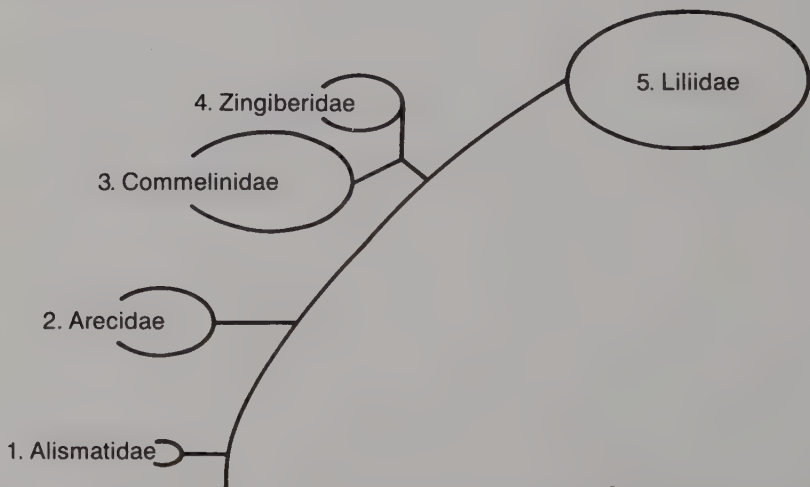 5. Liliidae
4. Zingiberidae
3. Commelinidae
2. Arecidae
1. Alismatidae